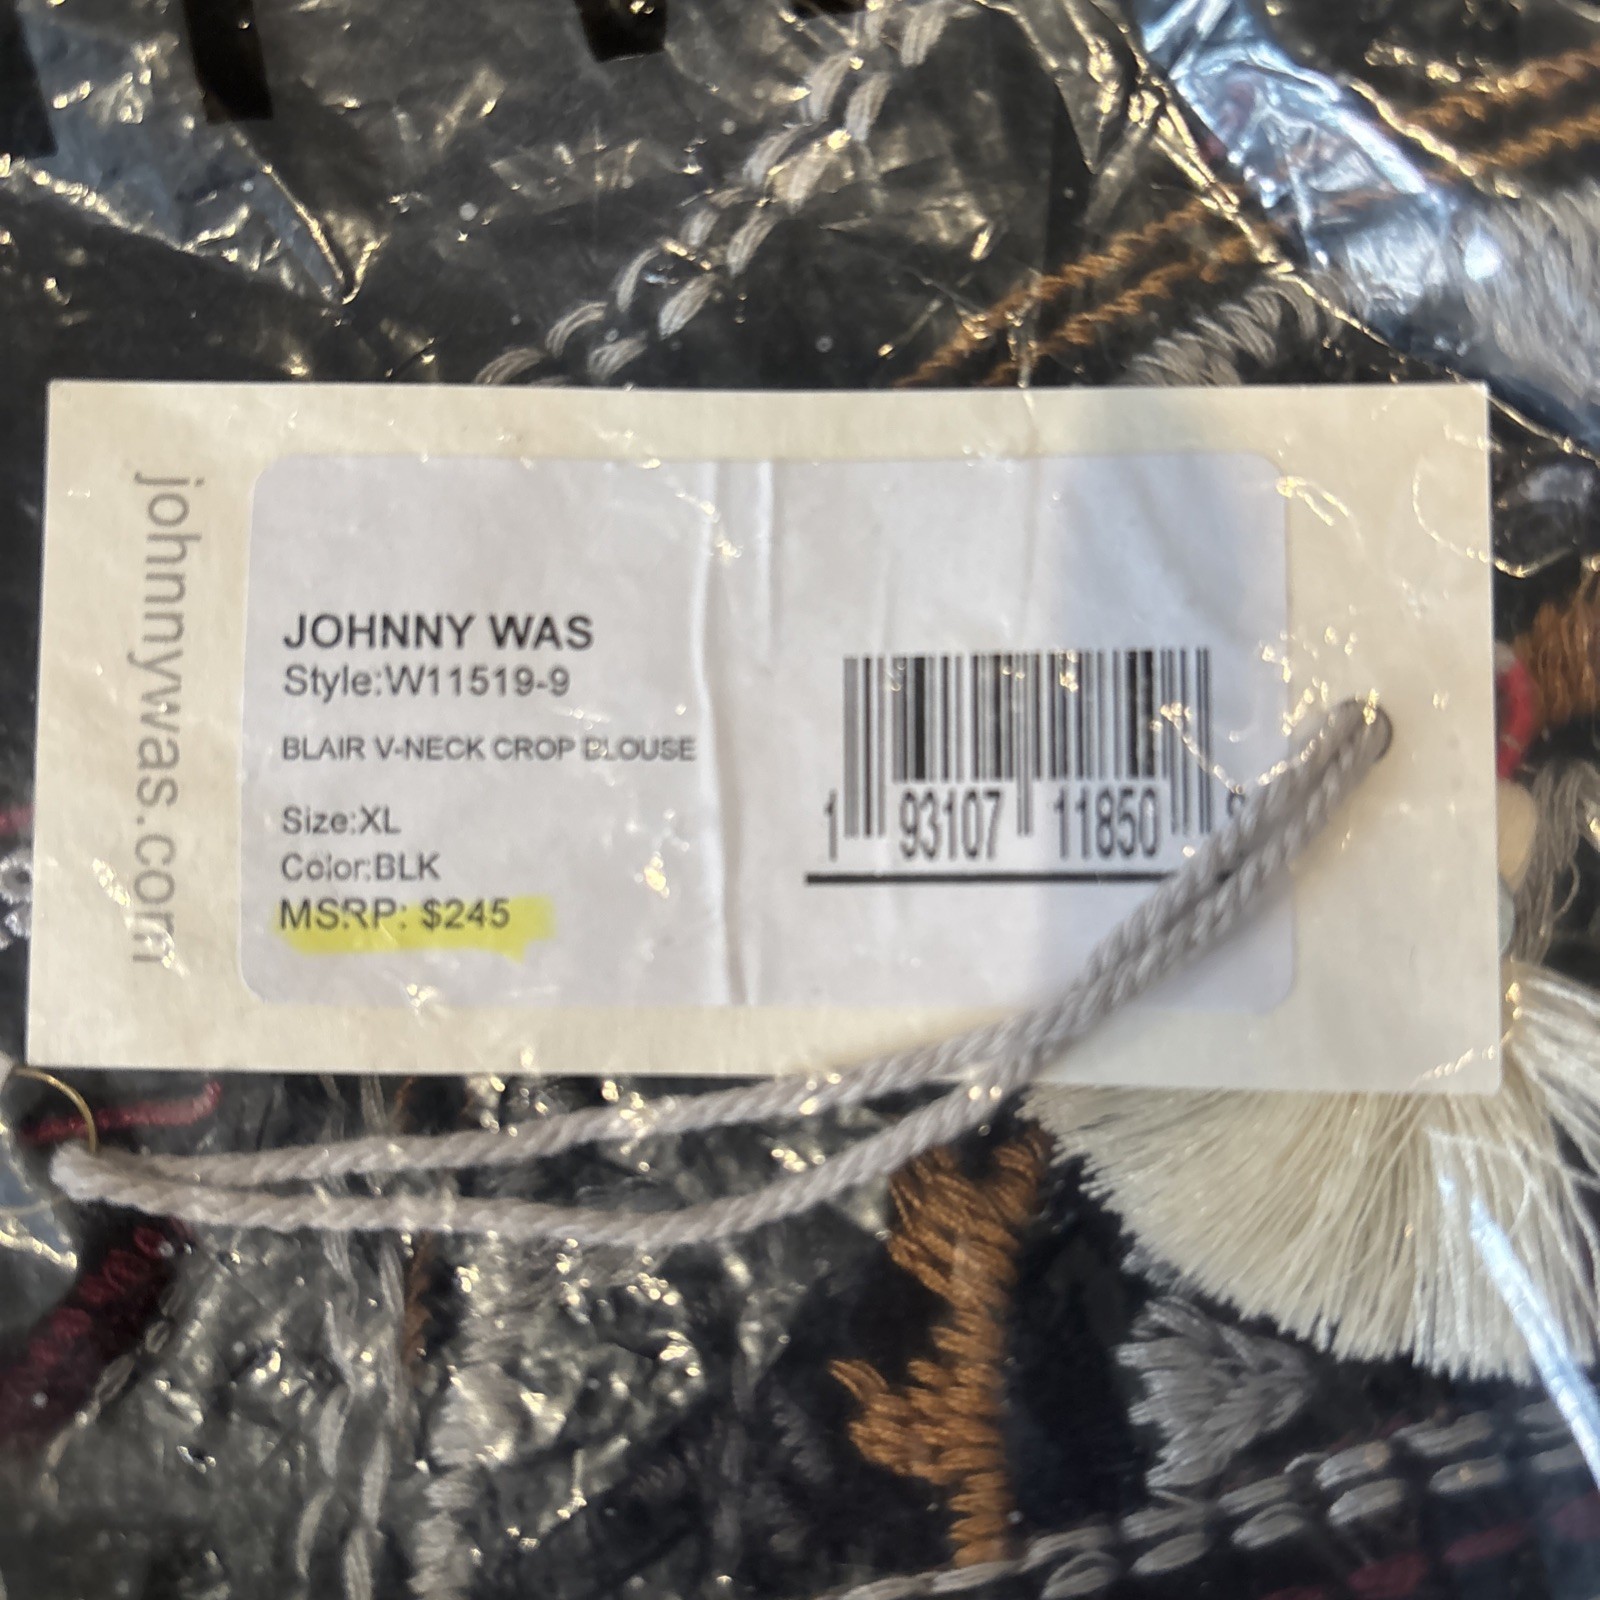 johnnywas.com
JOHNNY WAS
Style:W11519-9
BLAIR V-NECK CROP BLOUSE
Size:XL
Color:BLK
MSRP: $245
1 93107 11850